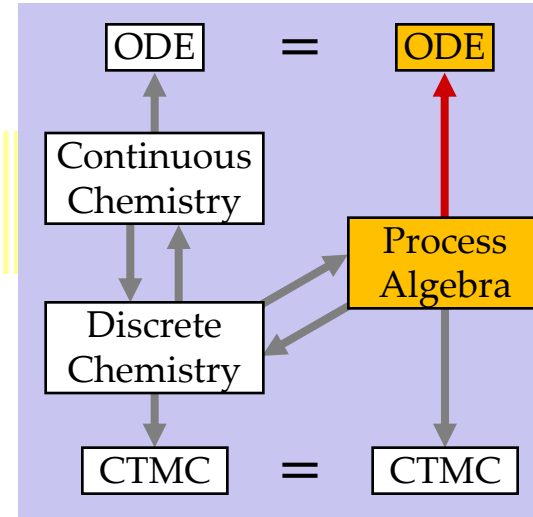 ODE = ODE
Continuous
Chemistry
Process
Algebra
Discrete
Chemistry
CTMC = CTMC